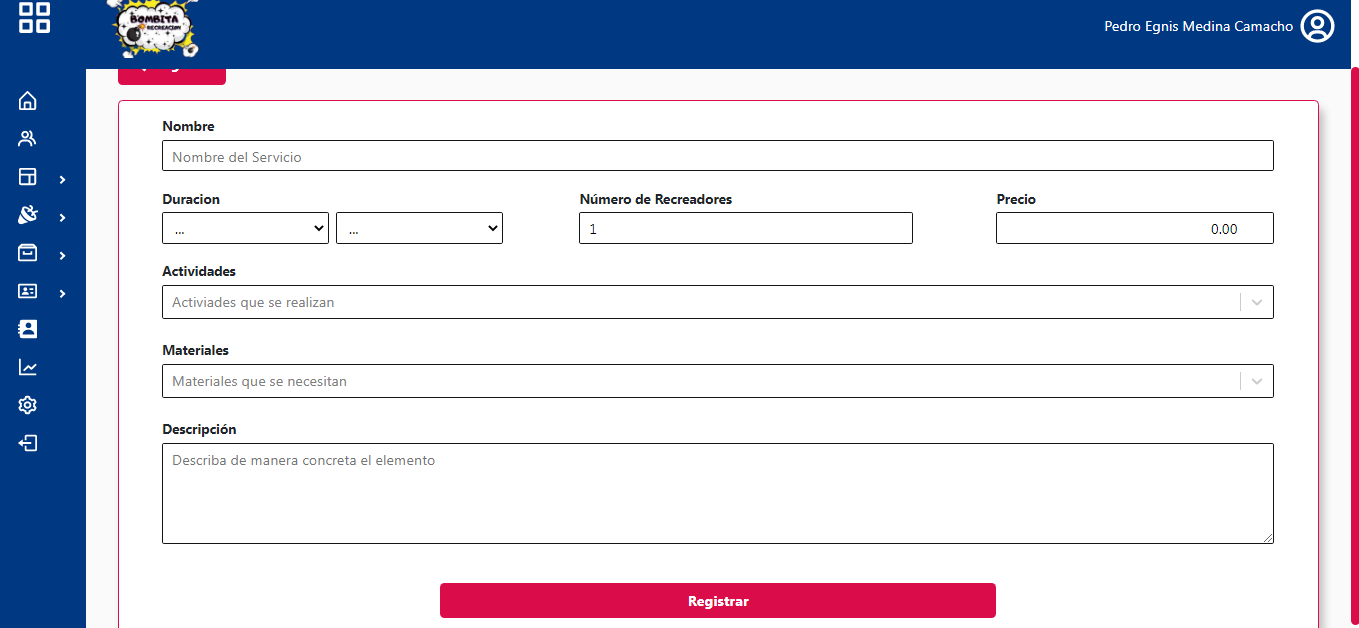 BOMBITA
RECREACION
Pedro Egnis Medina Camacho
Nombre
Nombre del Servicio
Duracion
Número de Recreadores
Precio
...
...
1
0.00
Actividades
Activiades que se realizan
Materiales
Materiales que se necesitan
Descripción
Describa de manera concreta el elemento
Registrar